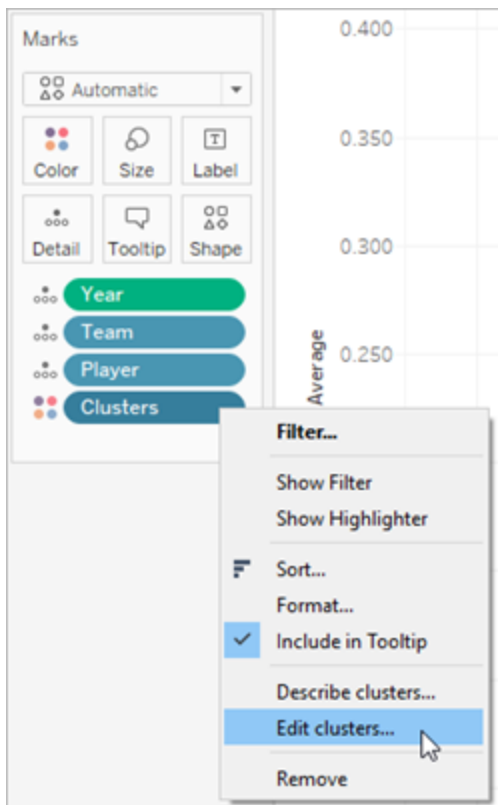 Marks
Automatic
Color Size Label
Detail Tooltip Shape
Year
Team
Player
Clusters
0.400
0.350
0.300
0.250
Average
Filter...
Show Filter
Show Highlighter
Sort...
Format...
Include in Tooltip
Describe clusters...
Edit clusters...
Remove